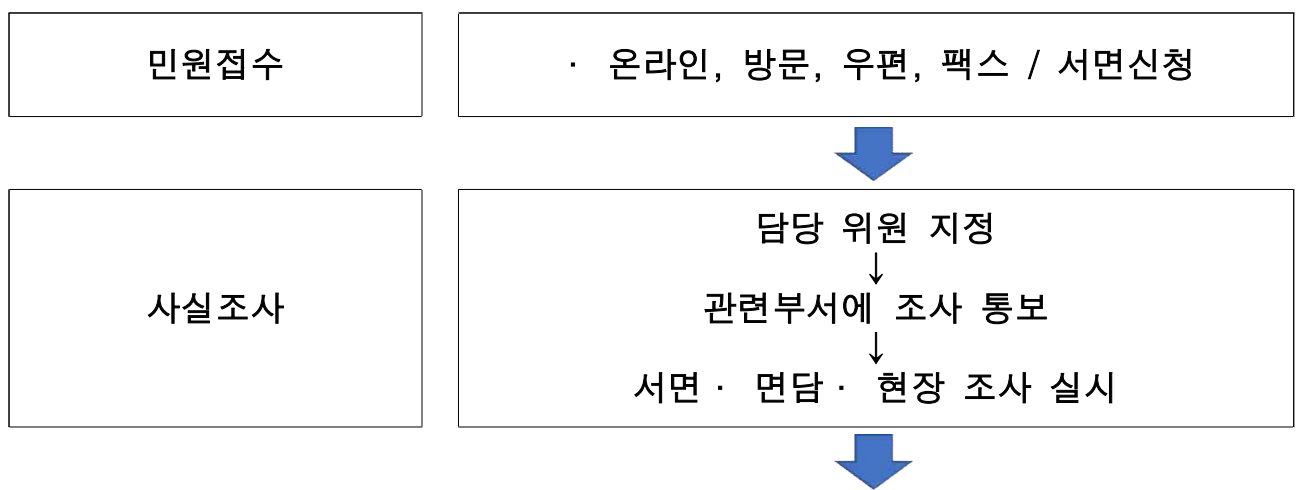 민원접수
· 온라인, 방문, 우편, 팩스 / 서면신청
사실조사
담당 위원 지정
↓
관련부서에 조사 통보
↓
서면 · 면담 · 현장 조사 실시